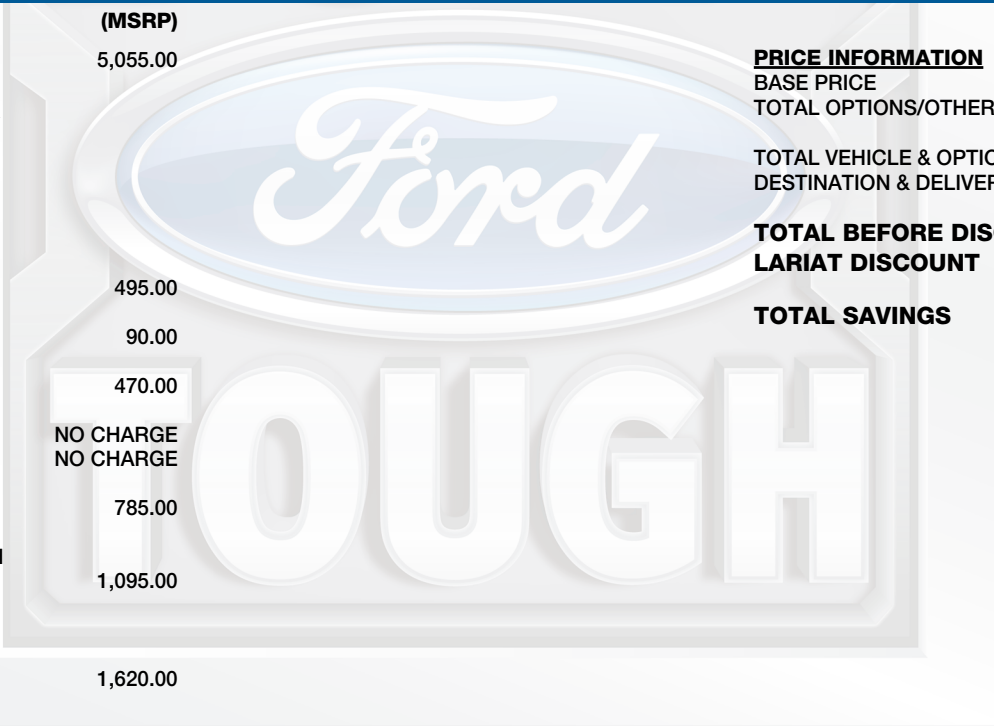 (MSRP)
5,055.00
495.00
90.00
470.00
NO CHARGE
NO CHARGE
785.00
1,095.00
1,620.00
PRICE INFORMATION
BASE PRICE
TOTAL OPTIONS/OTHER
TOTAL VEHICLE & OPTIO
DESTINATION & DELIVER
TOTAL BEFORE DISC
LARIAT DISCOUNT
TOTAL SAVINGS
Ford
TOUGH